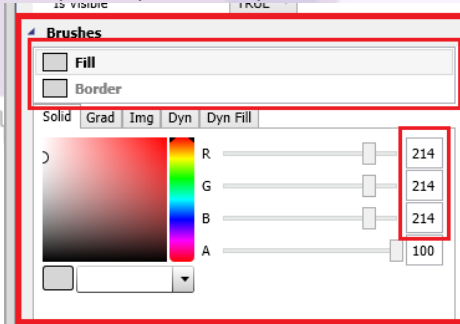 Is Visible TRUE
Brushes
Fill
Border
Solid Grad Img Dyn Dyn Fill
R 214
G 214
B 214
A 100